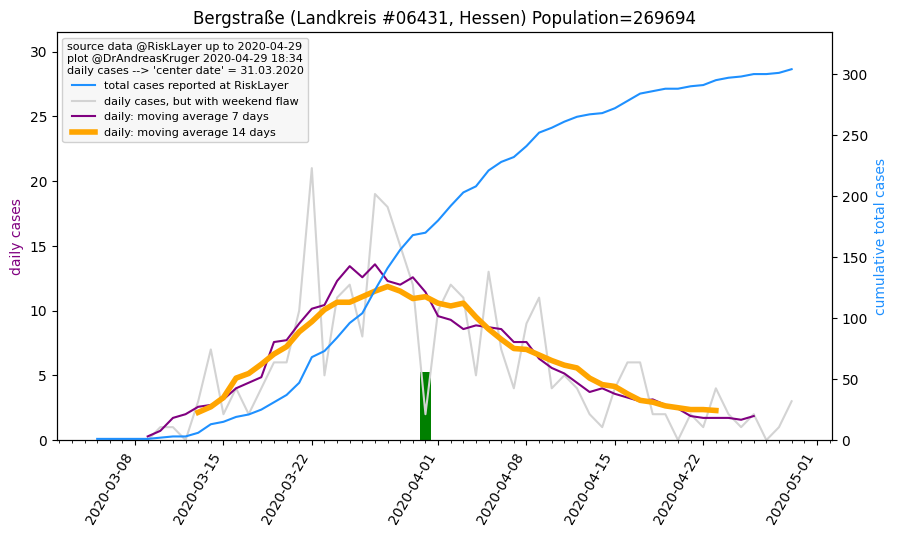 Bergstraße (Landkreis #06431, Hessen) Population=269694
source data @RiskLayer up to 2020-04-29
plot @DrAndreasKruger 2020-04-29 18:34
daily cases --> 'center date' = 31.03.2020
total cases reported at RiskLayer
daily cases, but with weekend flaw
daily: moving average 7 days
daily: moving average 14 days
daily cases
30
25
20
15
10
5
0
cumulative total cases
300
250
200
150
100
50
0
2020-03-08
2020-03-15
2020-03-22
2020-04-01
2020-04-08
2020-04-15
2020-04-22
2020-05-01